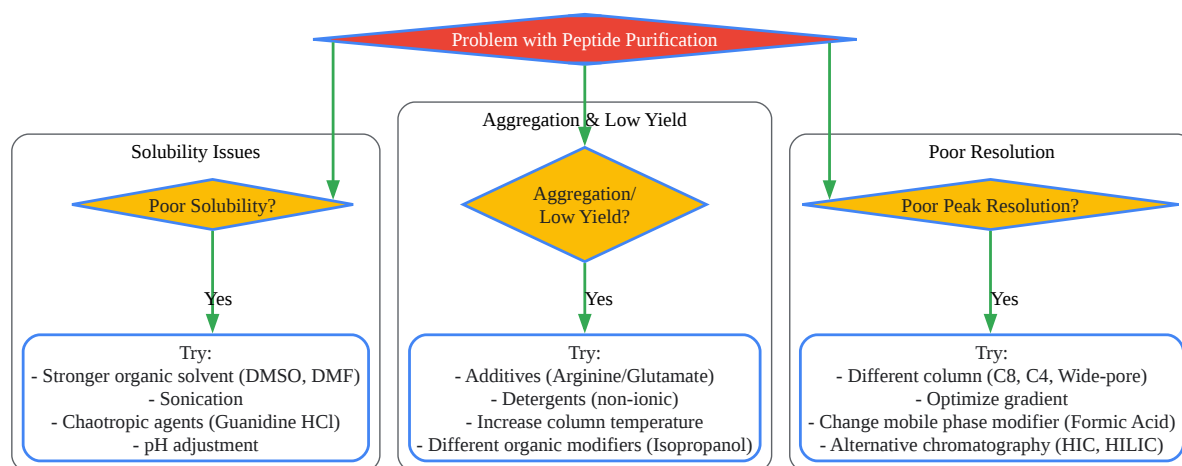 Problem with Peptide Purification
Solubility Issues
Poor Solubility?
Yes
Try:
- Stronger organic solvent (DMSO, DMF)
- Sonication
- Chaotropic agents (Guanidine HCl)
- pH adjustment
Aggregation & Low Yield
Aggregation/
Low Yield?
Yes
Try:
- Additives (Arginine/Glutamate)
- Detergents (non-ionic)
- Increase column temperature
- Different organic modifiers (Isopropanol)
Poor Resolution
Poor Peak Resolution?
Yes
Try:
- Different column (C8, C4, Wide-pore)
- Optimize gradient
- Change mobile phase modifier (Formic Acid)
- Alternative chromatography (HIC, HILIC)